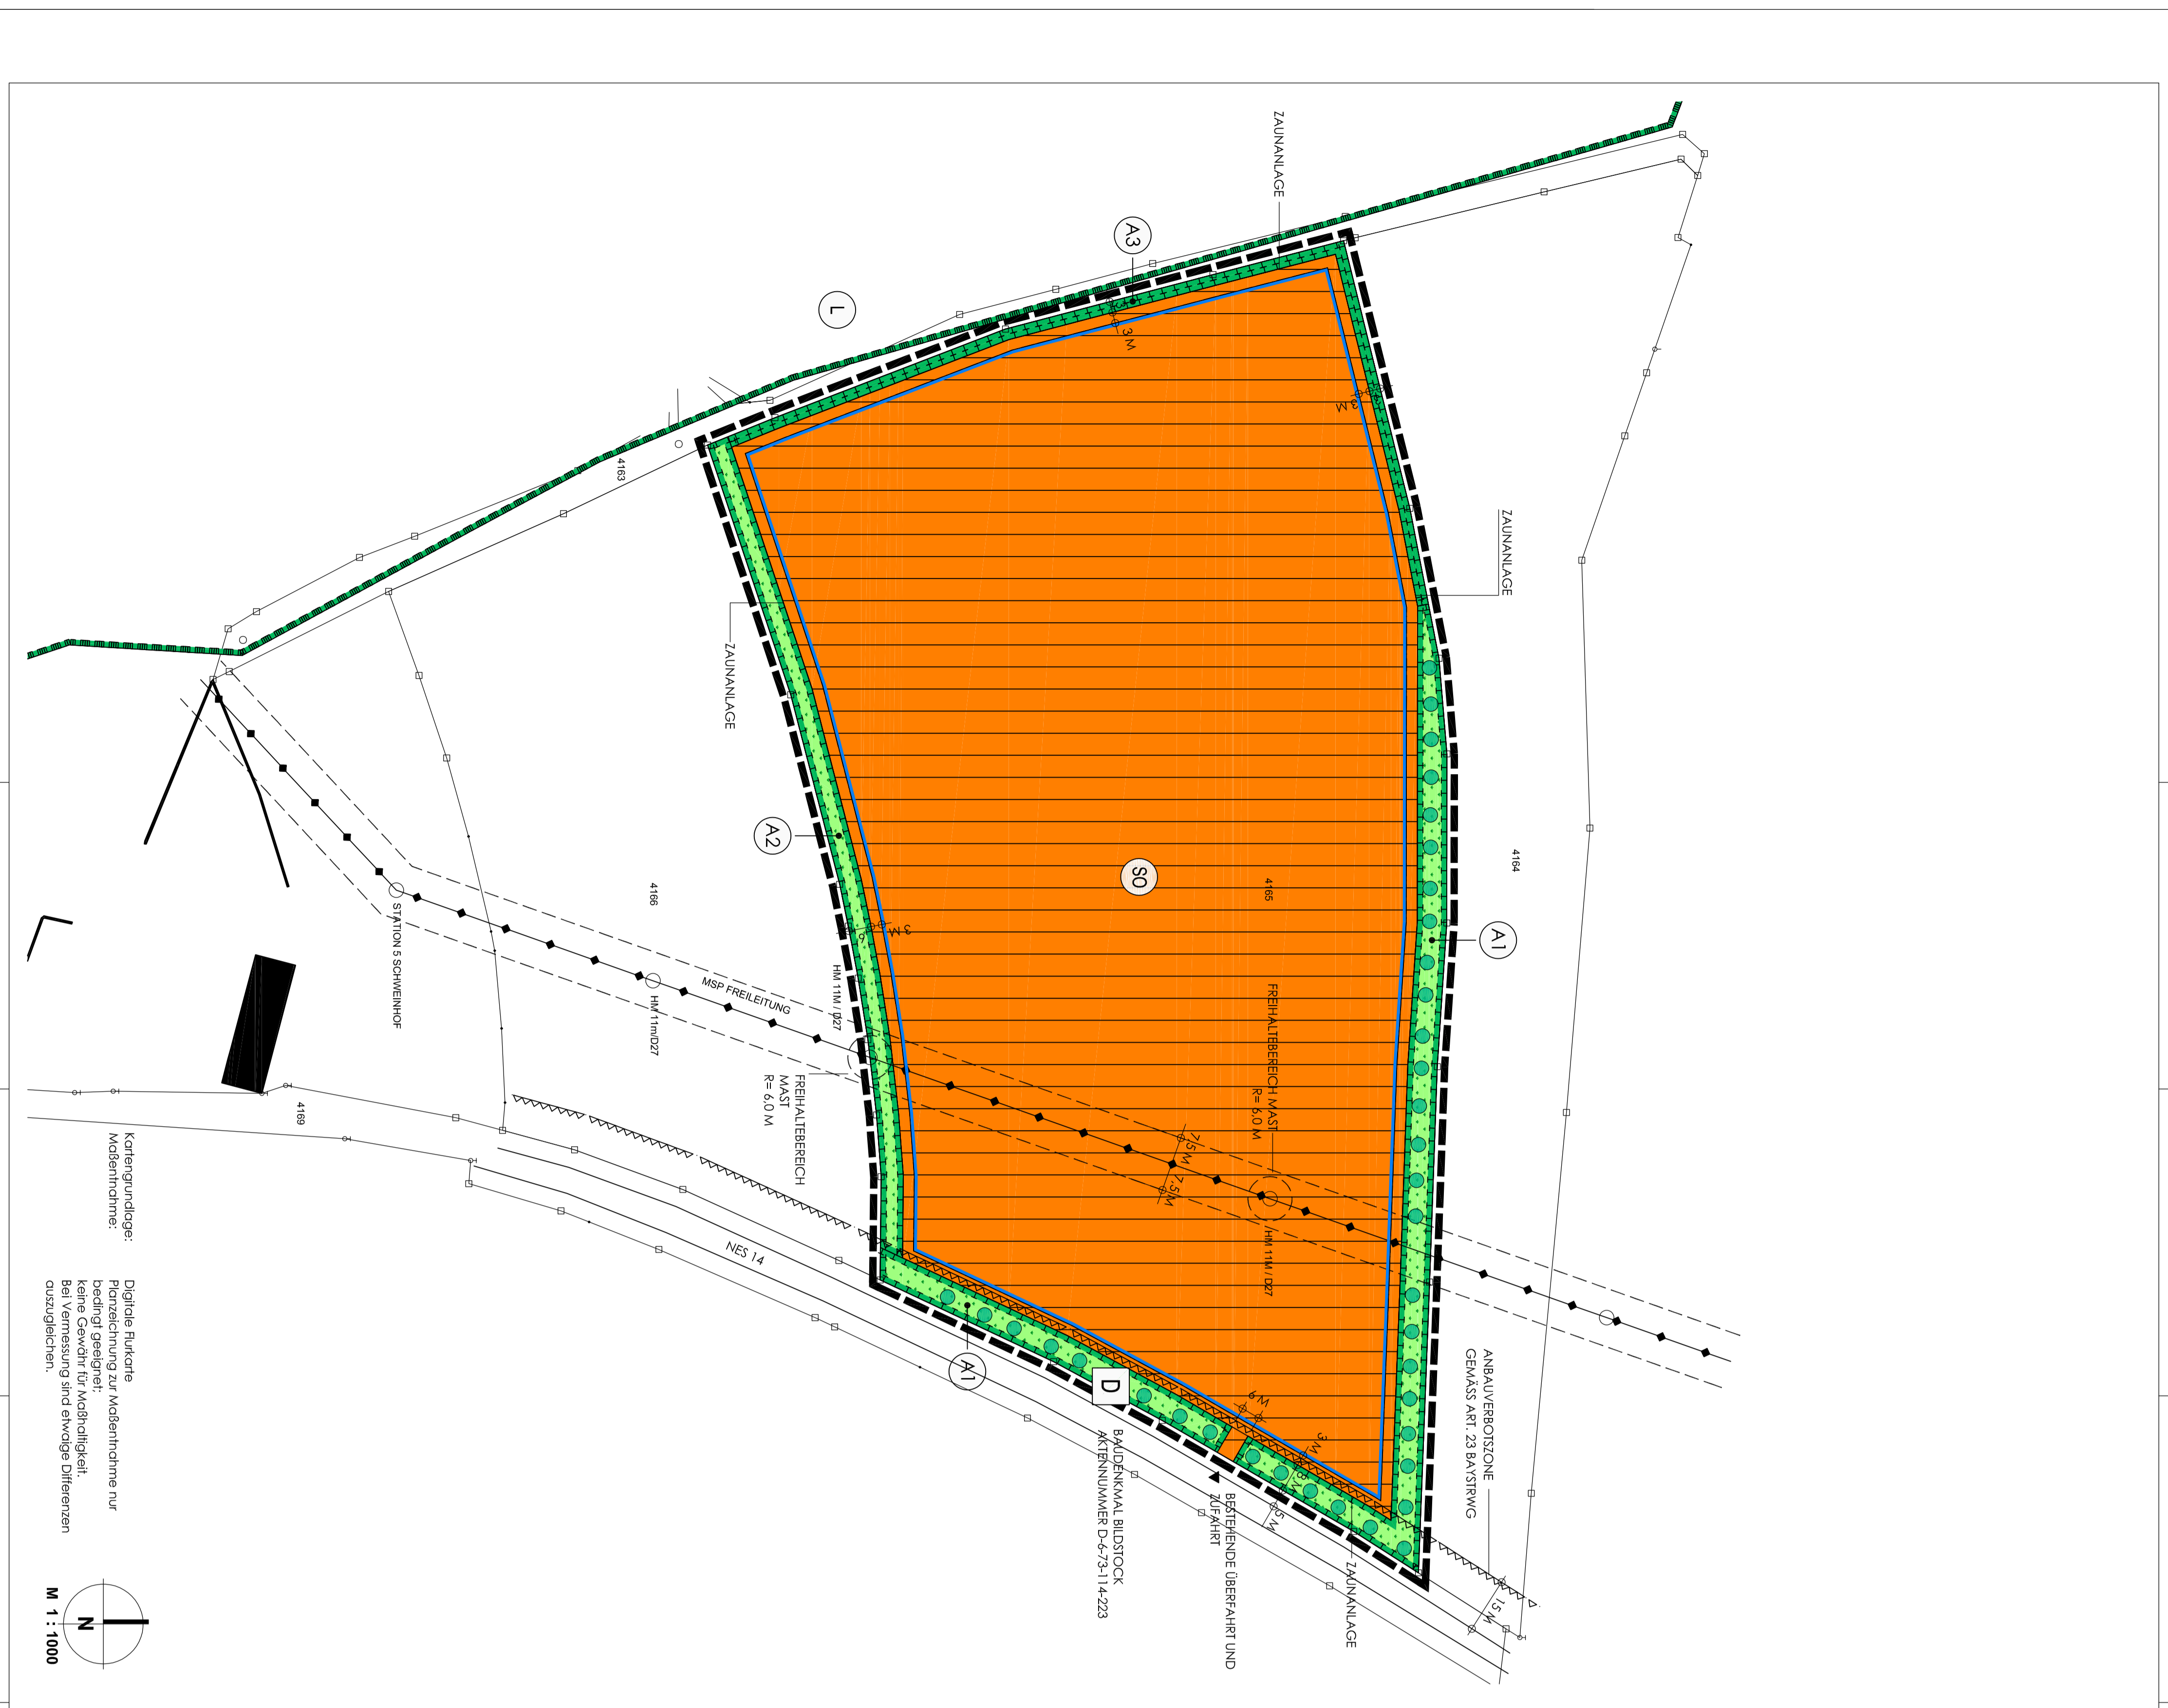 ZAUNANLAGE
A3
L
3 M
3 M
4163
ZAUNANLAGE
ZAUNANLAGE
4164
A2
SO
4165
A1
4166
3 M
6
STATION 5 SCHWEINHOF
HM 11m/D27
MSP FREILEITUNG
HM 11M / D27
FREIHALTEBEREICH MAST
R= 6,0 M
FREIHALTEBEREICH
MAST
R= 6,0 M
7,5 M
7,5 M
HM 11M / D27
4169
NES 14
A1
D
BAUDENKMAL BILDSTOCK
AKTENNUMMER D-6-73-114-223
6 M
3 M
BESTEHENDE ÜBERFAHRT UND
ZUFAHRT
ZAUNANLAGE
ANBAUVERBOTSZONE
GEMÄSS ART. 23 BAYSTRWG
15 M
Kartengrundlage:
Maßentnahme:
Digitale Flurkarte
Planzeichnung zur Maßentnahme nur
bedingt geeignet;
keine Gewähr für Maßhaltigkeit.
Bei Vermessung sind etwaige Differenzen
auszugleichen.
N
M 1 : 1000